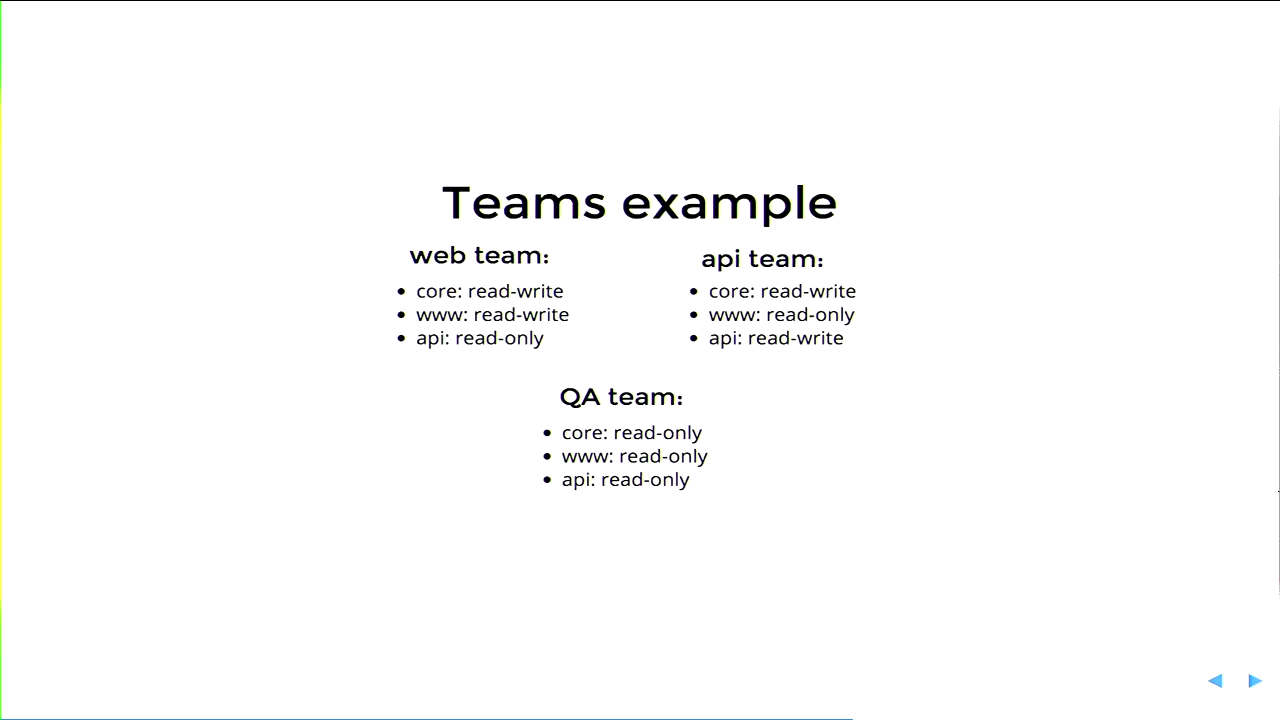 Teams example
web team:
• core: read-write
• www: read-write
• api: read-only
api team:
• core: read-write
• www: read-only
• api: read-write
QA team:
• core: read-only
• www: read-only
• api: read-only